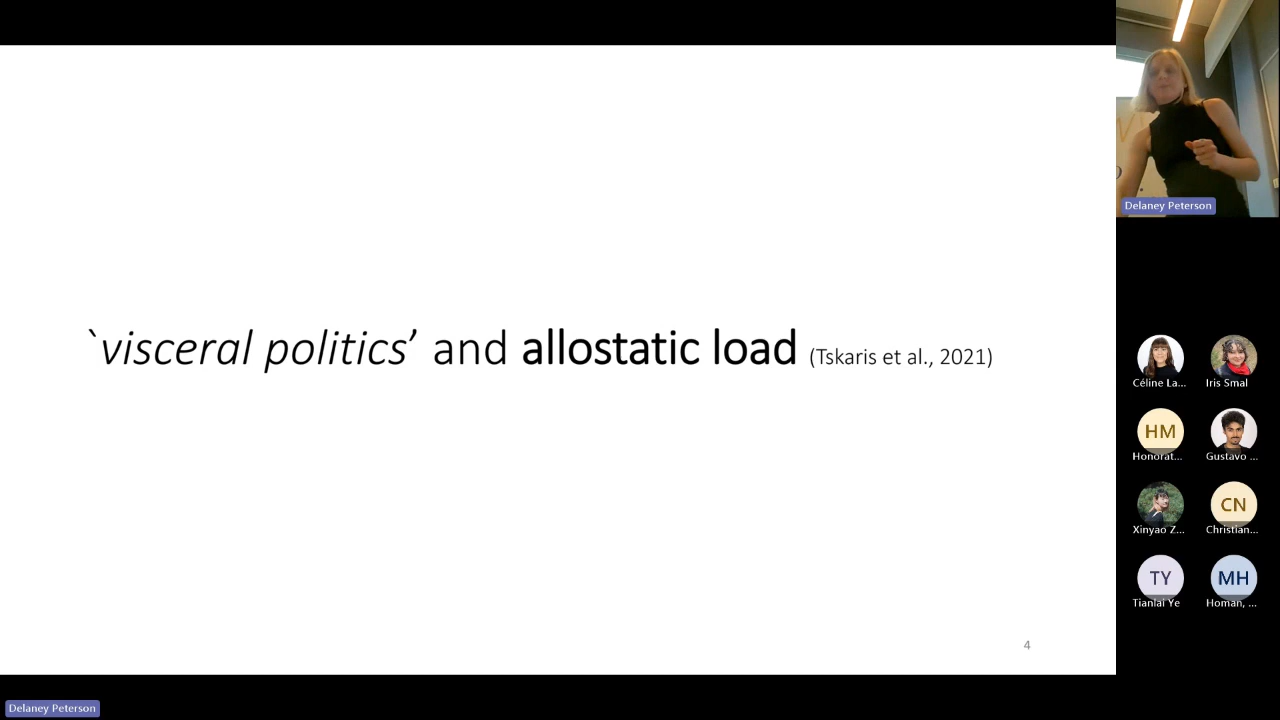 `visceral politics’ and allostatic load (Tskaris et al., 2021)
4
Delaney Peterson
Delaney Peterson
Céline La...
Iris Smal
HM
Honorat...
Gustavo ...
Xinyao Z...
CN
Christian...
TY
Tianlai Ye
MH
Homan, ...